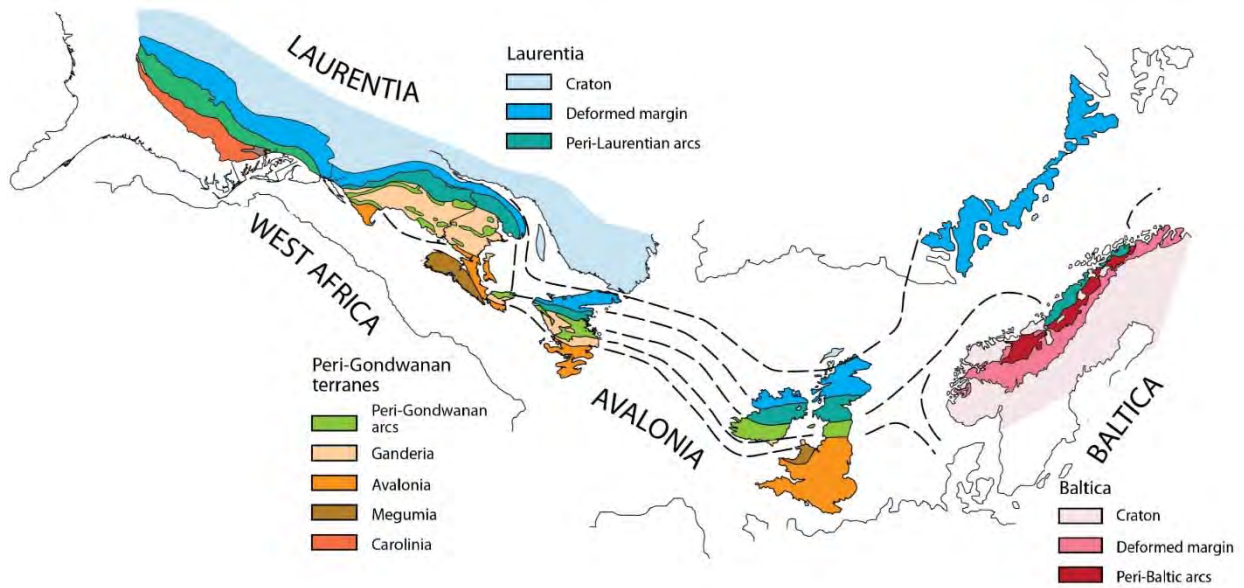 LAURENTIA
Laurentia
Craton
Deformed margin
Peri-Laurentian arcs
WEST AFRICA
Peri-Gondwanan
terranes
Peri-Gondwanan
arcs
Ganderia
Avalonia
Megumia
Carolinia
AVALONIA
BALTICA
Baltica
Craton
Deformed margin
Peri-Baltic arcs